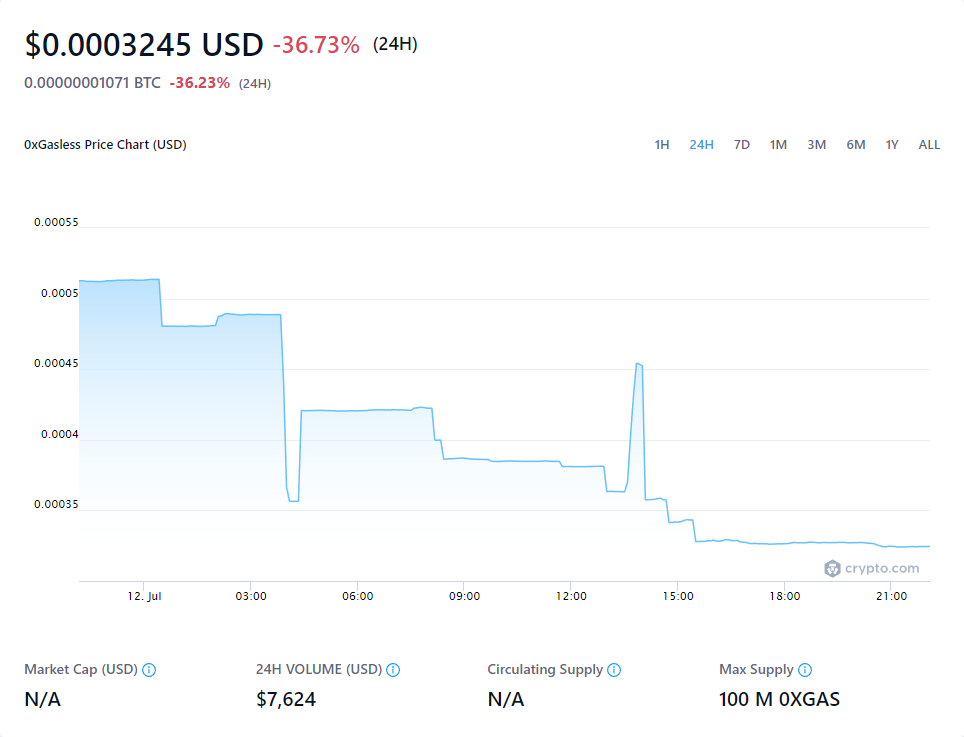 $0.0003245 USD -36.73% (24H)
0.00000001071 BTC -36.23% (24H)
0xGasless Price Chart (USD)
1H 24H 7D 1M 3M 6M 1Y ALL
0.00055
0.0005
0.00045
0.0004
0.00035
crypto.com
12. Jul 03:00 06:00 09:00 12:00 15:00 18:00 21:00
Market Cap (USD) 24H VOLUME (USD) Circulating Supply Max Supply
N/A $7,624 N/A 100 M 0XGAS